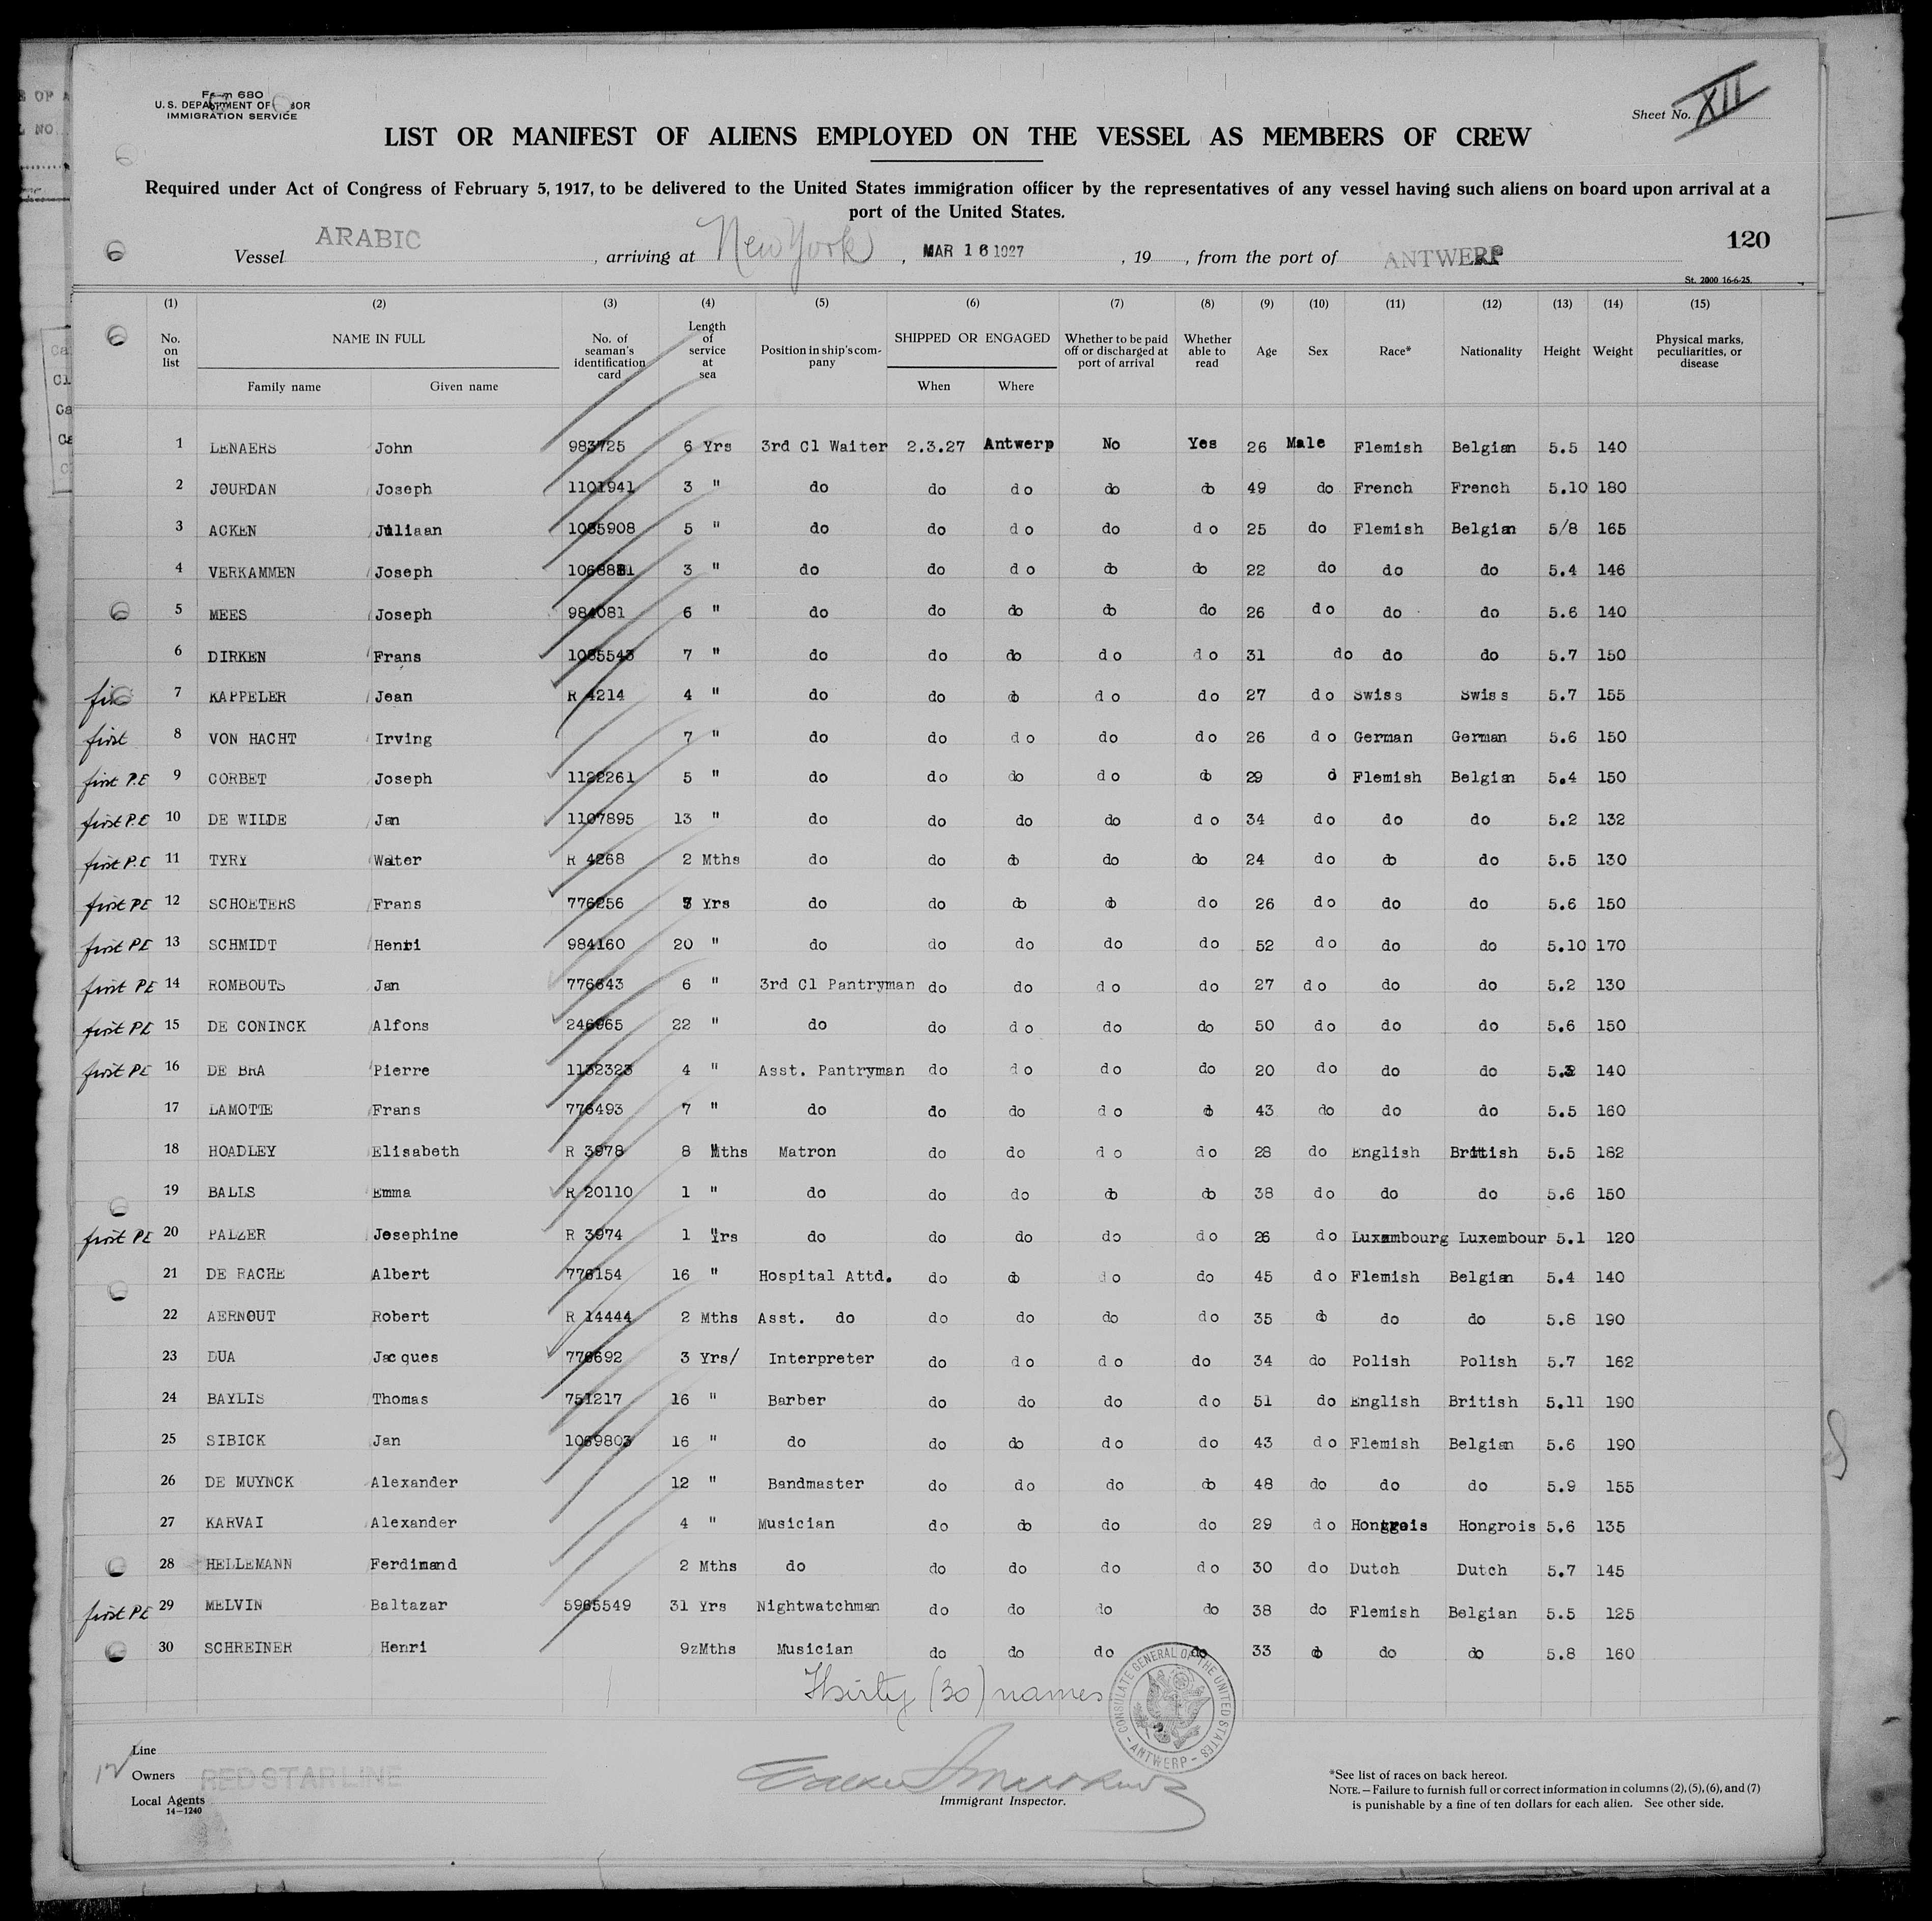 Form 680
U. S. DEPARTMENT OF LABOR
IMMIGRATION SERVICE
Sheet No. XII
LIST OR MANIFEST OF ALIENS EMPLOYED ON THE VESSEL AS MEMBERS OF CREW
Required under Act of Congress of February 5, 1917, to be delivered to the United States immigration officer by the representatives of any vessel having such aliens on board upon arrival at a
port of the United States.
120
Vessel ARABIC , arriving at New York , MAR 16 1927 , 19 , from the port of ANTWERP
St. 2000 16-6-25.
(1) (2) (3) (4) (5) (6) (7) (8) (9) (10) (11) (12) (13) (14) (15)
No. on list NAME IN FULL Family name Given name No. of seaman's identification card Length of service at sea Position in ship's company SHIPPED OR ENGAGED When Where Whether to be paid off or discharged at port of arrival Whether able to read Age Sex Race* Nationality Height Weight Physical marks, peculiarities, or disease
1 LENAERS John 983725 6 Yrs 3rd Cl Waiter 2.3.27 Antwerp No Yes 26 Male Flemish Belgian 5.5 140
2 JOURDAN Joseph 1101941 3 " do do do do do 49 do French French 5.10 180
3 ACKEN Juliaan 1085908 5 " do do do do do 25 do Flemish Belgian 5/8 165
4 VERKAMMEN Joseph 3 " do do do do do 22 do do do 5.4 146
5 MEES Joseph 984081 6 " do do do do do 26 do do do 5.6 140
6 DIRKEN Frans 1085543 7 " do do do do do 31 do do do 5.7 150
7 KAPPELER Jean R 4214 4 " do do do do do 27 do Swiss Swiss 5.7 155
first 8 VON HACHT Irving 7 " do do do do do 26 do German German 5.6 150
first P.E 9 CORBET Joseph 1122261 5 " do do do do do 29 d Flemish Belgian 5.4 150
first P.E 10 DE WILDE Jan 1107895 13 " do do do do do 34 do do do 5.2 132
first P.E 11 TYRY Water R 4268 2 Mths do do do do do 24 do do do 5.5 130
first PE 12 SCHOETERS Frans 776256 Yrs do do do do do 26 do do do 5.6 150
first PE 13 SCHMIDT Henri 984160 20 " do do do do do 52 do do do 5.10 170
first PE 14 ROMBOUTS Jan 776643 6 " 3rd Cl Pantryman do do do do 27 do do do 5.2 130
first PE 15 DE CONINCK Alfons 246965 22 " do do do do do 50 do do do 5.6 150
first PE 16 DE BRA Pierre 1132323 4 " Asst. Pantryman do do do do 20 do do do 140
17 LAMOTTE Frans 776493 7 " do do do do do 43 do do do 5.5 160
18 HOADLEY Elisabeth R 3978 8 Mths Matron do do do do 28 do English British 5.5 182
19 BALLS Emma R 20110 1 " do do do do do 38 do do do 5.6 150
first PE 20 PALZER Josephine R 3974 1 Yrs do do do do do 26 do Luxembourg Luxembour 5.1 120
21 DE RACHE Albert 776154 16 " Hospital Attd. do do do do 45 do Flemish Belgian 5.4 140
22 AERNOUT Robert R 14444 2 Mths Asst. do do do do do 35 do do do 5.8 190
23 DUA Jacques 776692 3 Yrs/ Interpreter do do do do 34 do Polish Polish 5.7 162
24 BAYLIS Thomas 751217 16 " Barber do do do do 51 do English British 5.11 190
25 SIBICK Jan 1089803 16 " do do do do do 43 do Flemish Belgian 5.6 190
26 DE MUYNCK Alexander 12 " Bandmaster do do do do 48 do do do 5.9 155
27 KARVAI Alexander 4 " Musician do do do do 29 do Hongrois Hongrois 5.6 135
28 HELLEMANN Ferdinand 2 Mths do do do do do 30 do Dutch Dutch 5.7 145
first PE 29 MELVIN Baltazar 5965549 31 Yrs Nightwatchman do do do do 38 do Flemish Belgian 5.5 125
30 SCHREINER Henri 9zMths Musician do do do do 33 do do do 5.8 160
Thirty (30) names
CONSULATE GENERAL OF THE UNITED STATES - ANTWERP -
Line
Owners RED STAR LINE
Local Agents
14-1240
Immigrant Inspector.
*See list of races on back hereof.
NOTE.—Failure to furnish full or correct information in columns (2), (5), (6), and (7)
is punishable by a fine of ten dollars for each alien. See other side.